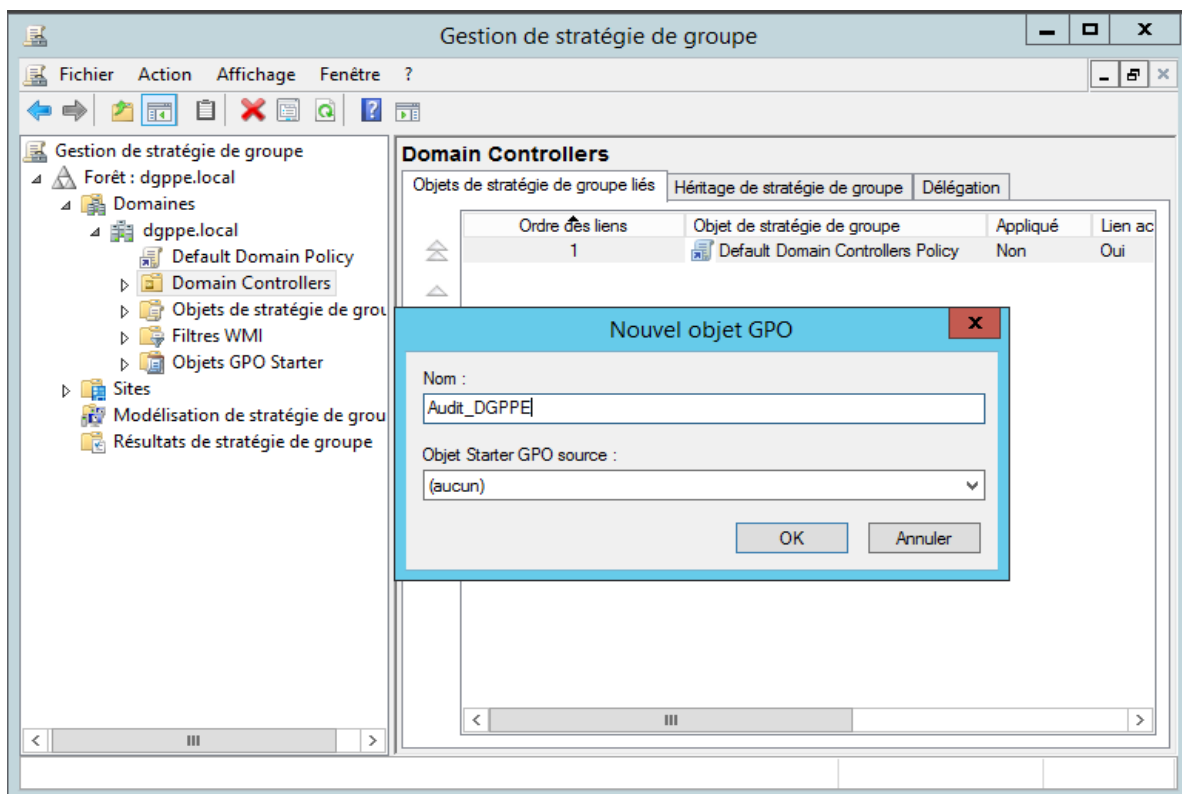 Gestion de stratégie de groupe
Fichier Action Affichage Fenêtre ?
Gestion de stratégie de groupe
Forêt : dgppe.local
Domaines
dgppe.local
Default Domain Policy
Domain Controllers
Objets de stratégie de grou
Filtres WMI
Objets GPO Starter
Sites
Modélisation de stratégie de grou
Résultats de stratégie de groupe
Domain Controllers
Objets de stratégie de groupe liés Héritage de stratégie de groupe Délégation
Ordre des liens Objet de stratégie de groupe Appliqué Lien ac
1 Default Domain Controllers Policy Non Oui
Nouvel objet GPO
Nom :
Audit_DGPPE
Objet Starter GPO source :
(aucun)
OK Annuler